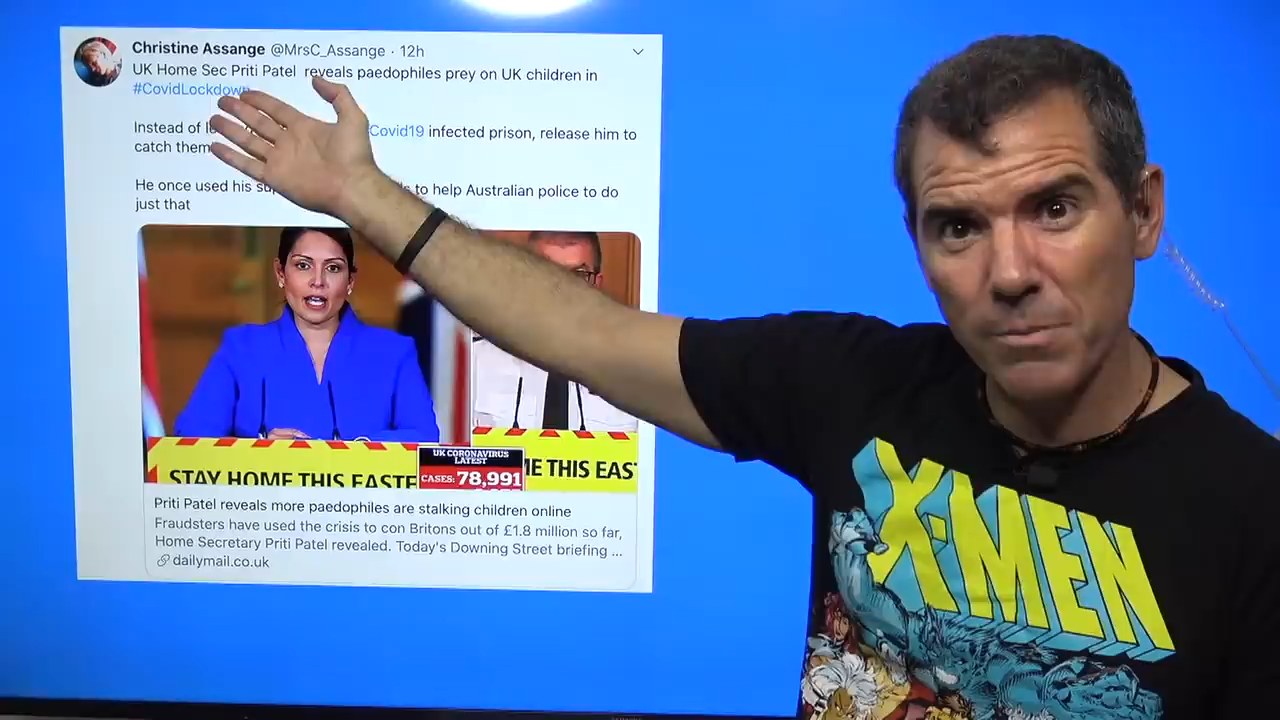 Christine Assange @MrsC_Assange · 12h
UK Home Sec Priti Patel reveals paedophiles prey on UK children in
#CovidLockdown
Instead of Covid19 infected prison, release him to
catch them
He once used his to help Australian police to do
just that
STAY HOME THIS EASTE
UK CORONAVIRUS
LATEST
CASES: 78,991
ME THIS EAST
Priti Patel reveals more paedophiles are stalking children online
Fraudsters have used the crisis to con Britons out of £1.8 million so far,
Home Secretary Priti Patel revealed. Today's Downing Street briefing ...
dailymail.co.uk
X-MEN